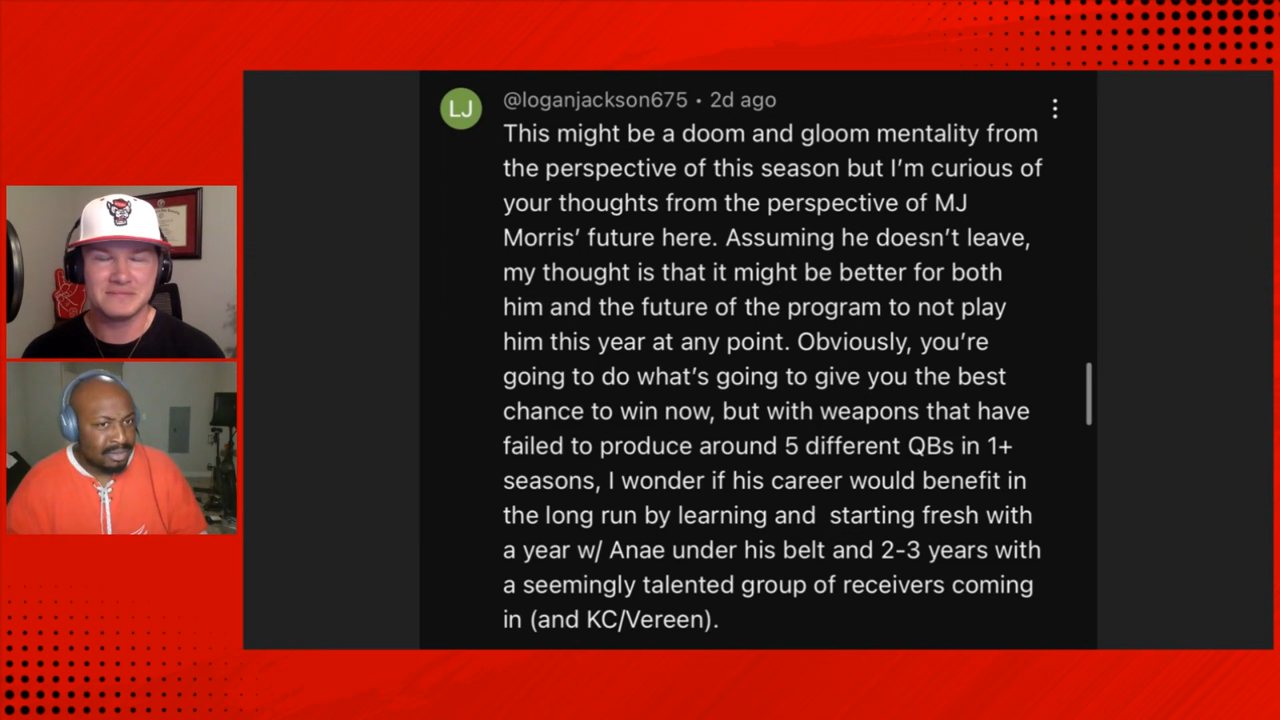 LJ
@loganjackson675 • 2d ago
This might be a doom and gloom mentality from
the perspective of this season but I’m curious of
your thoughts from the perspective of MJ
Morris’ future here. Assuming he doesn’t leave,
my thought is that it might be better for both
him and the future of the program to not play
him this year at any point. Obviously, you’re
going to do what’s going to give you the best
chance to win now, but with weapons that have
failed to produce around 5 different QBs in 1+
seasons, I wonder if his career would benefit in
the long run by learning and  starting fresh with
a year w/ Anae under his belt and 2-3 years with
a seemingly talented group of receivers coming
in (and KC/Vereen).